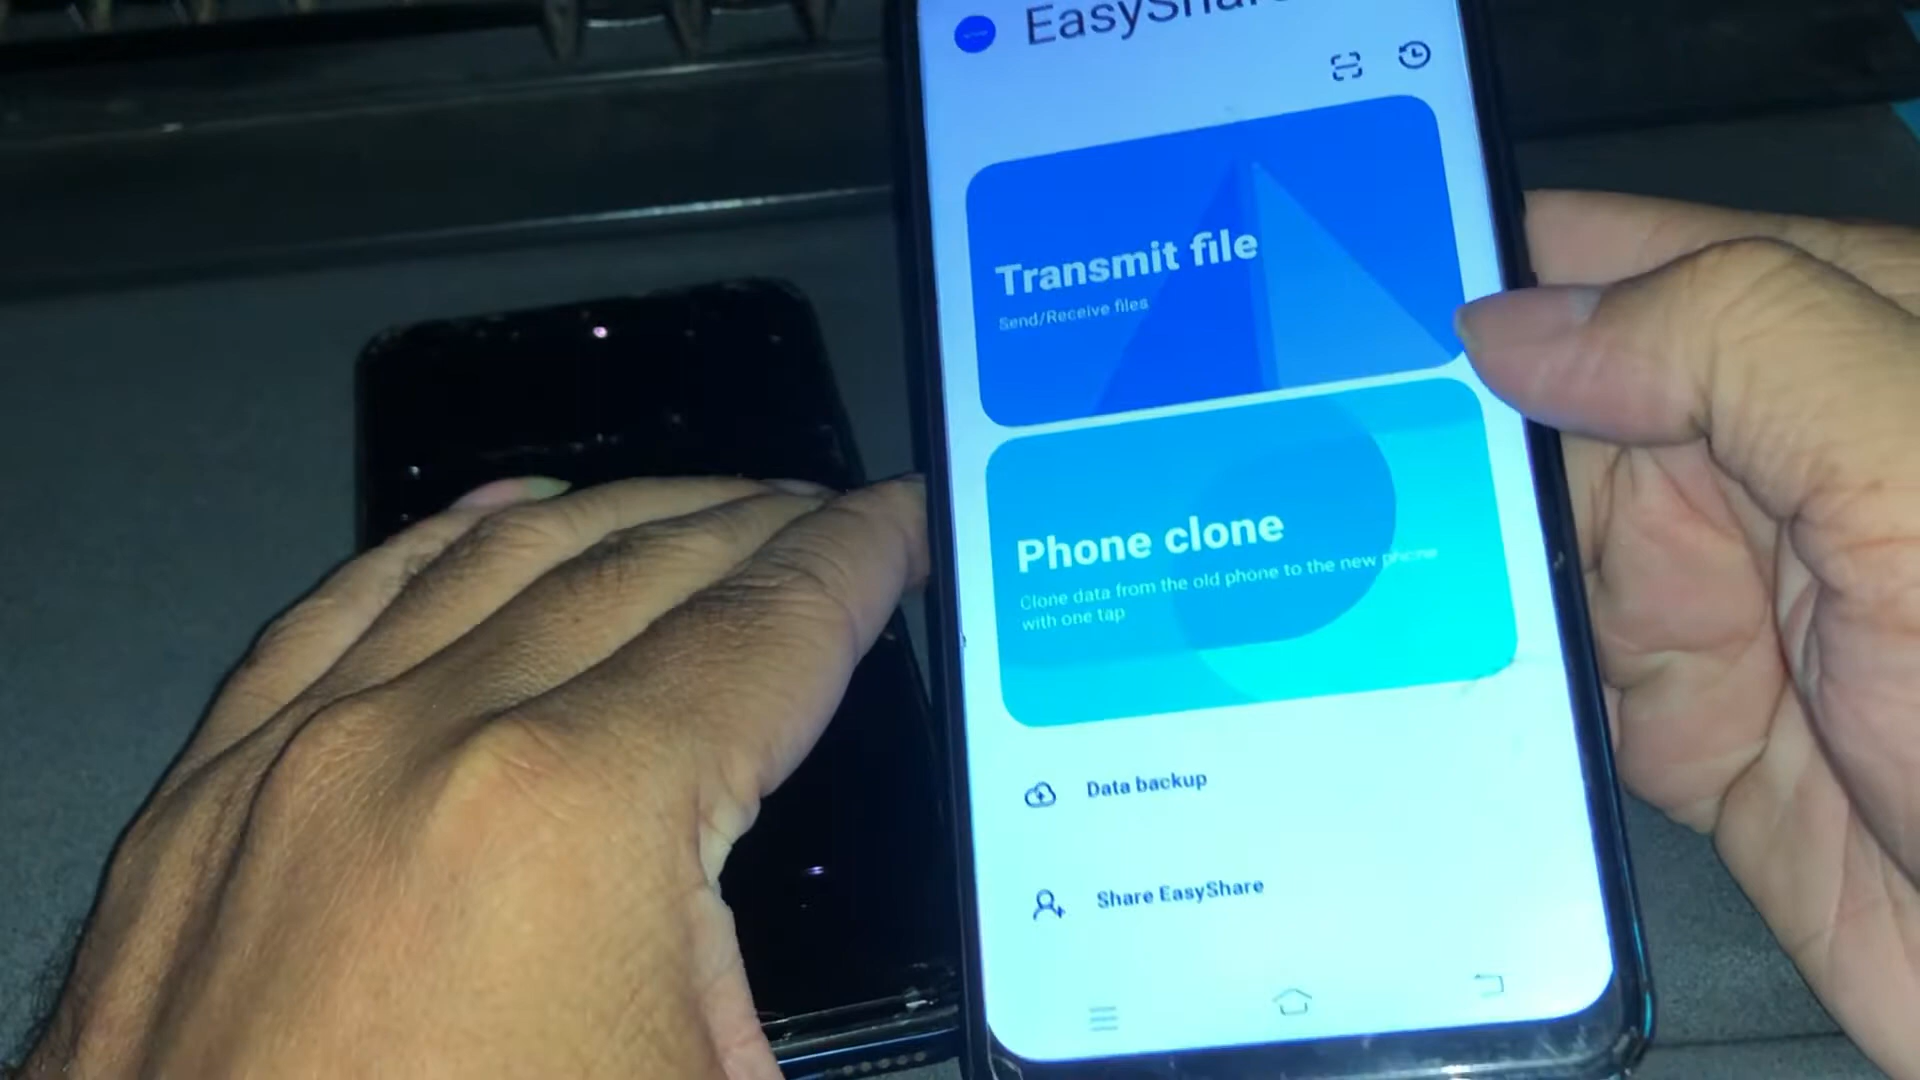 EasyShare
Transmit file
Send/Receive files
Phone clone
Clone data from the old phone to the new phone
with one tap
Data backup
Share EasyShare